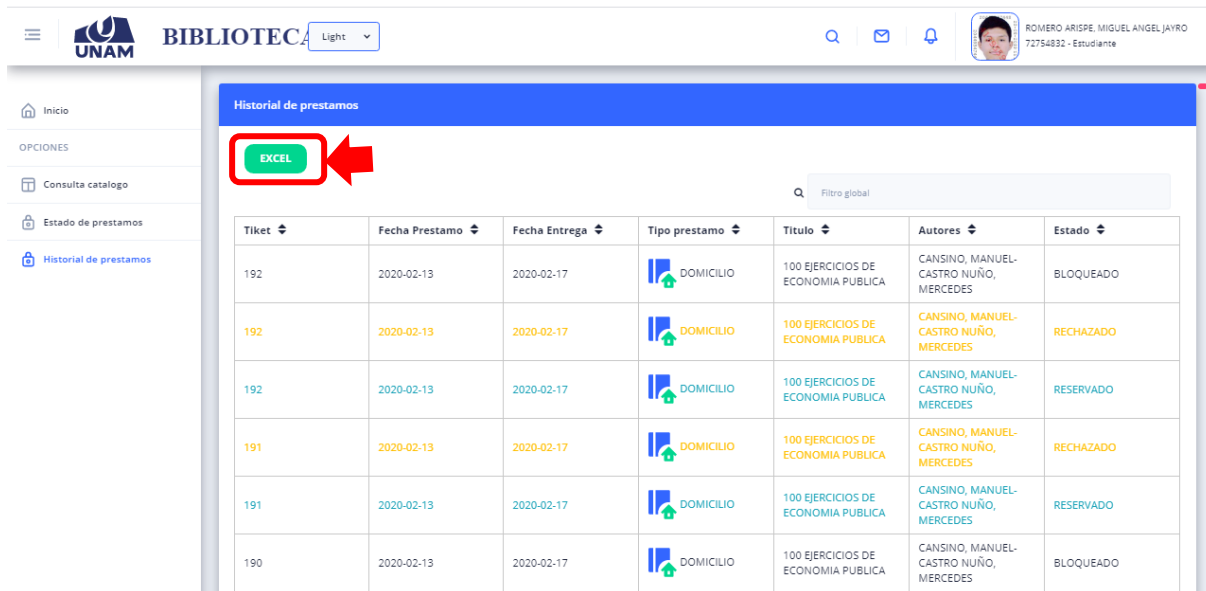 UNAM
BIBLIOTECA
Light
ROMERO ARISPE, MIGUEL ANGEL JAYRO
72754832 - Estudiante
Inicio
OPCIONES
Consulta catalogo
Estado de prestamos
Historial de prestamos
Historial de prestamos
EXCEL
Filtro global
Tiket Fecha Prestamo Fecha Entrega Tipo prestamo Titulo Autores Estado
192 2020-02-13 2020-02-17 DOMICILIO 100 EJERCICIOS DE ECONOMIA PUBLICA CANSINO, MANUEL-CASTRO NUÑO, MERCEDES BLOQUEADO
192 2020-02-13 2020-02-17 DOMICILIO 100 EJERCICIOS DE ECONOMIA PUBLICA CANSINO, MANUEL-CASTRO NUÑO, MERCEDES RECHAZADO
192 2020-02-13 2020-02-17 DOMICILIO 100 EJERCICIOS DE ECONOMIA PUBLICA CANSINO, MANUEL-CASTRO NUÑO, MERCEDES RESERVADO
191 2020-02-13 2020-02-17 DOMICILIO 100 EJERCICIOS DE ECONOMIA PUBLICA CANSINO, MANUEL-CASTRO NUÑO, MERCEDES RECHAZADO
191 2020-02-13 2020-02-17 DOMICILIO 100 EJERCICIOS DE ECONOMIA PUBLICA CANSINO, MANUEL-CASTRO NUÑO, MERCEDES RESERVADO
190 2020-02-13 2020-02-17 DOMICILIO 100 EJERCICIOS DE ECONOMIA PUBLICA CANSINO, MANUEL-CASTRO NUÑO, MERCEDES BLOQUEADO